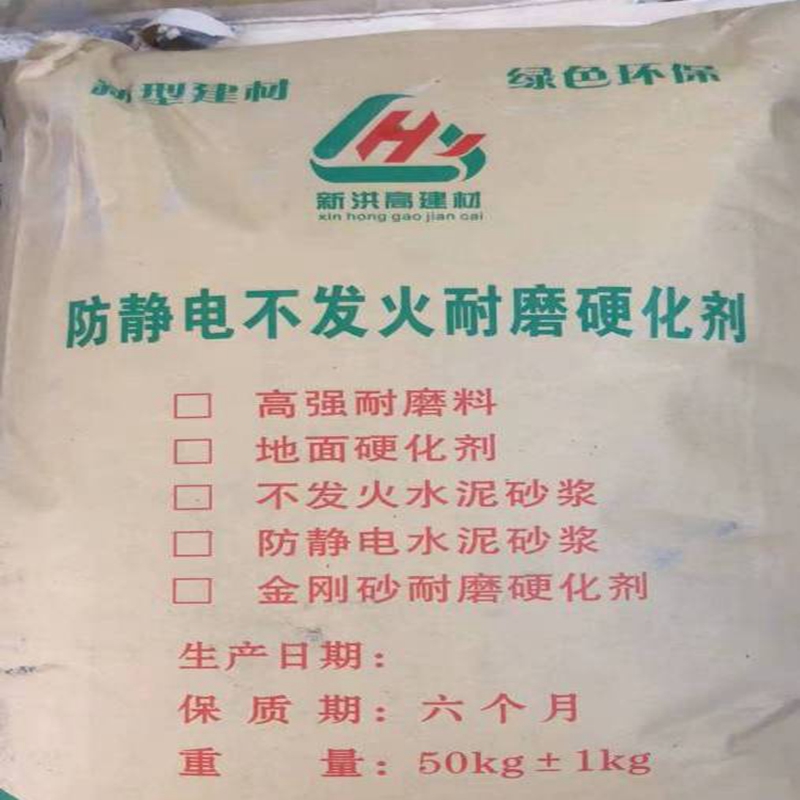 新型建材 绿色环保
HY
新洪高建材
xin hong gao jian cai
防静电不发火耐磨硬化剂
□ 高强耐磨料
□ 地面硬化剂
□ 不发火水泥砂浆
□ 防静电水泥砂浆
□ 金刚砂耐磨硬化剂
生产日期：
保质期：六个月
重量：50kg±1kg